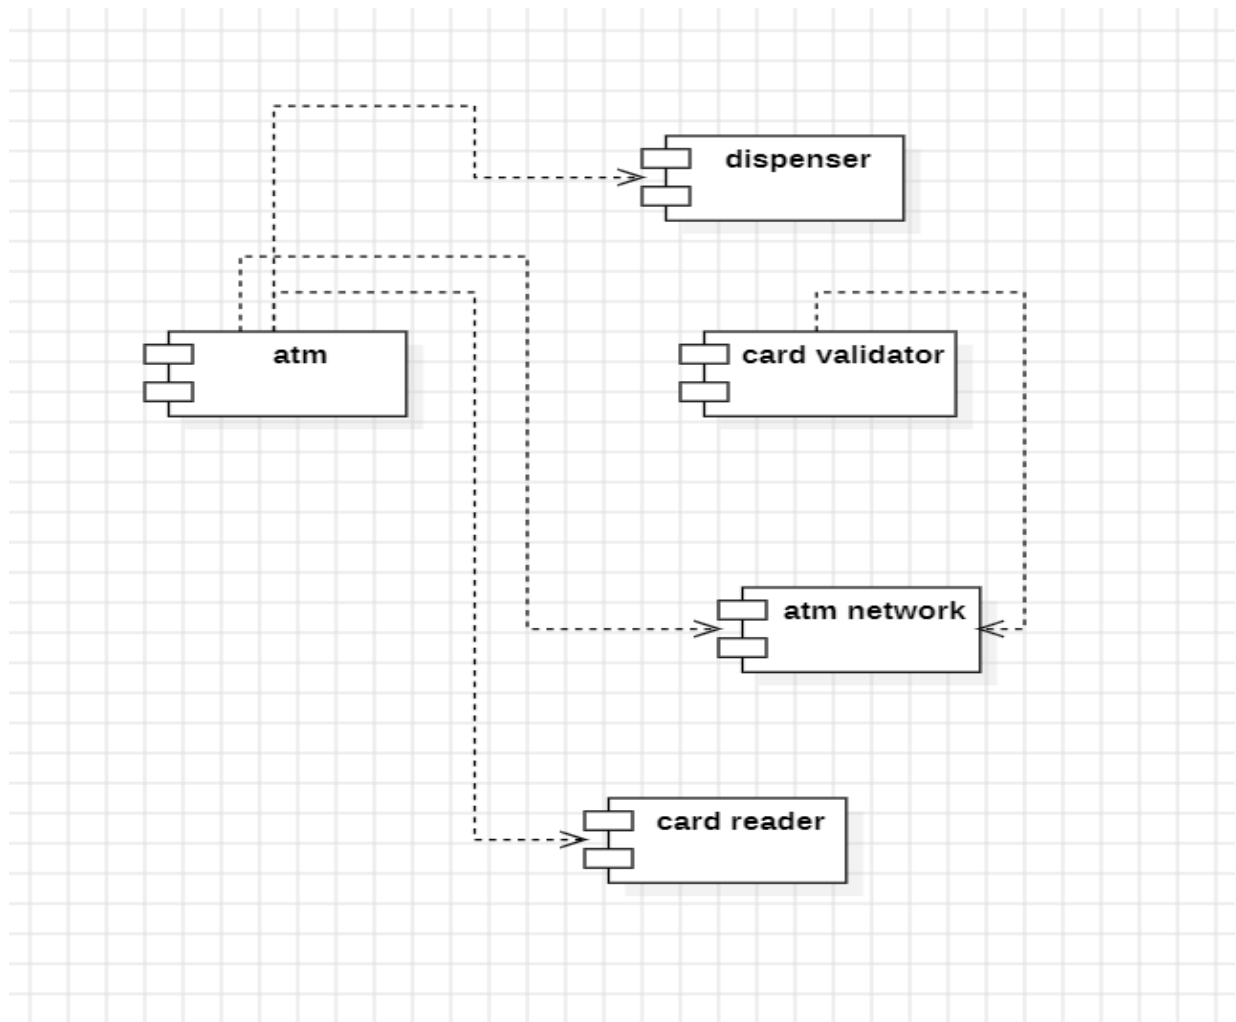 dispenser
atm
card validator
atm network
card reader